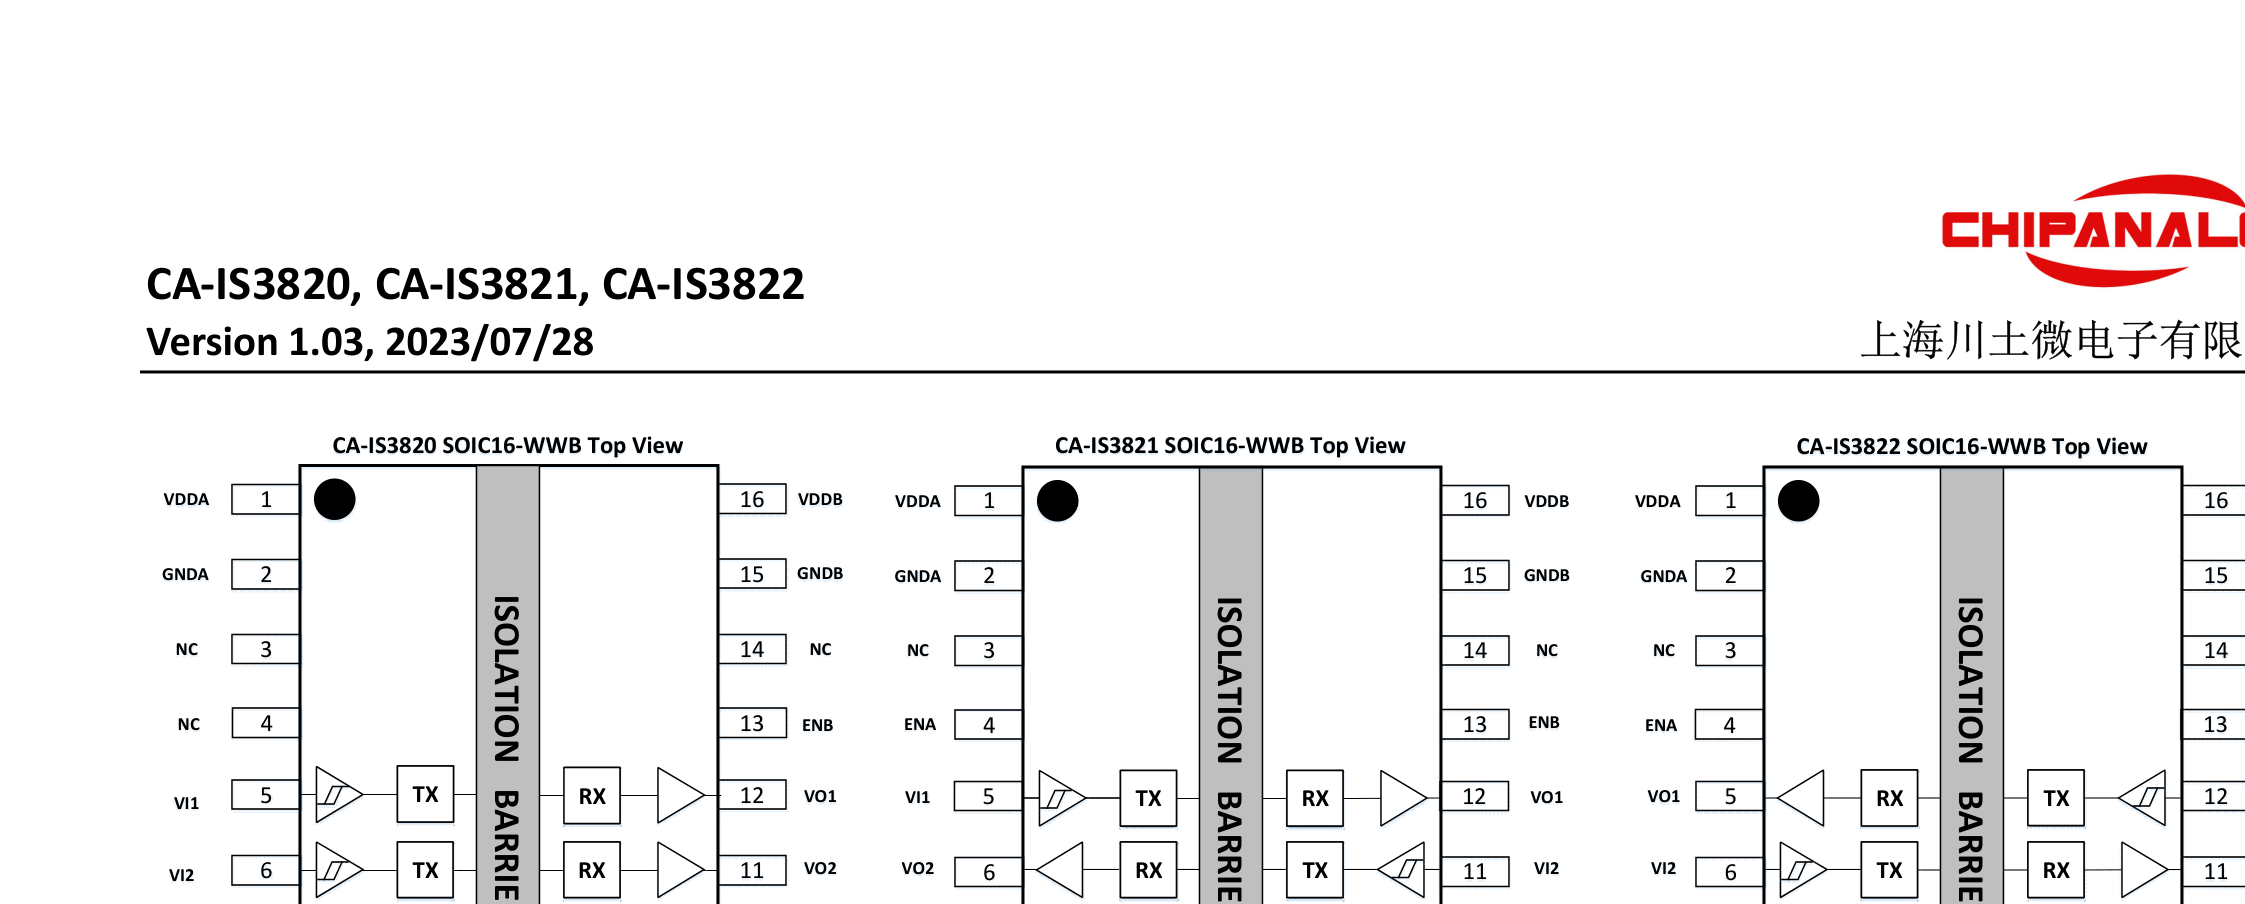 CHIPANAL
CA-IS3820, CA-IS3821, CA-IS3822
Version 1.03, 2023/07/28
上海川土微电子有限
CA-IS3820 SOIC16-WWB Top View
CA-IS3821 SOIC16-WWB Top View
CA-IS3822 SOIC16-WWB Top View
VDDA 1 16 VDDB VDDA 1 16 VDDB VDDA 1 16
GNDA 2 15 GNDB GNDA 2 15 GNDB GNDA 2 15
NC 3 14 NC NC 3 14 NC NC 3 14
NC 4 13 ENB ENA 4 13 ENB ENA 4 13
VI1 5 TX RX 12 VO1 VI1 5 TX RX 12 VO1 VO1 5 RX TX 12
VI2 6 TX RX 11 VO2 VO2 6 RX TX 11 VI2 VI2 6 TX RX 11
ISOLATION BARRIE
ISOLATION BARRIE
ISOLATION BARRIE